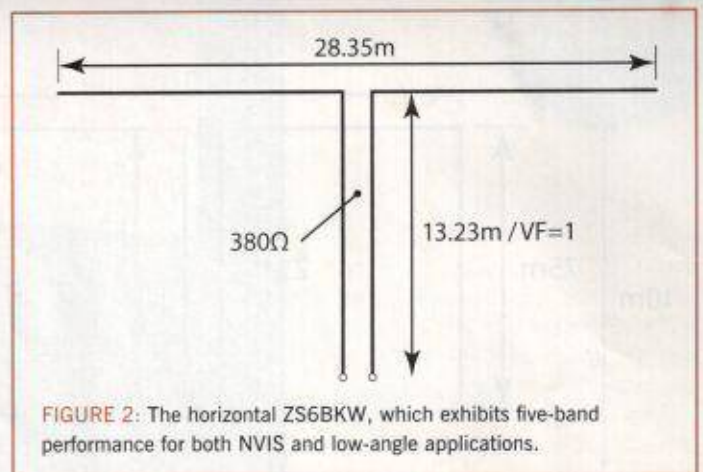 28.35m
380Ω
13.23m / VF=1
FIGURE 2: The horizontal ZS6BKW, which exhibits five-band
performance for both NVIS and low-angle applications.